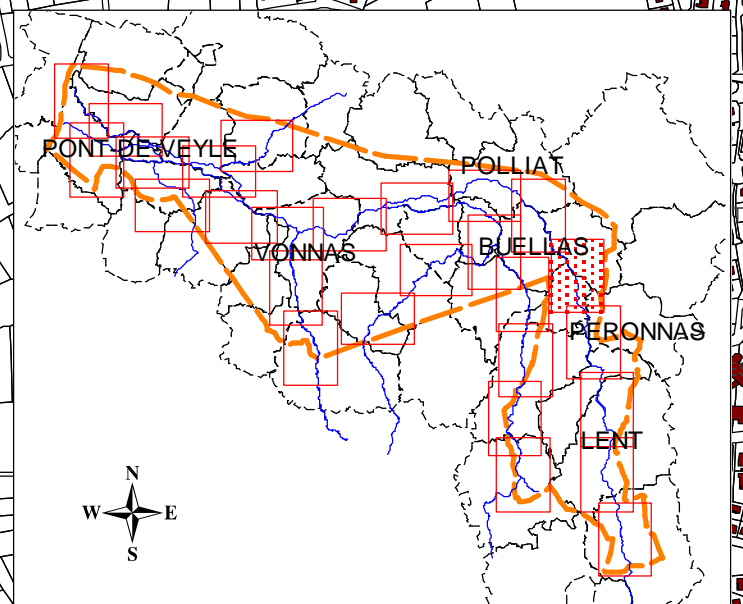 PONT-DE-VEYLE
POLLIAT
VONNAS
BUELLAS
PERONNAS
LENT
N
W E
S